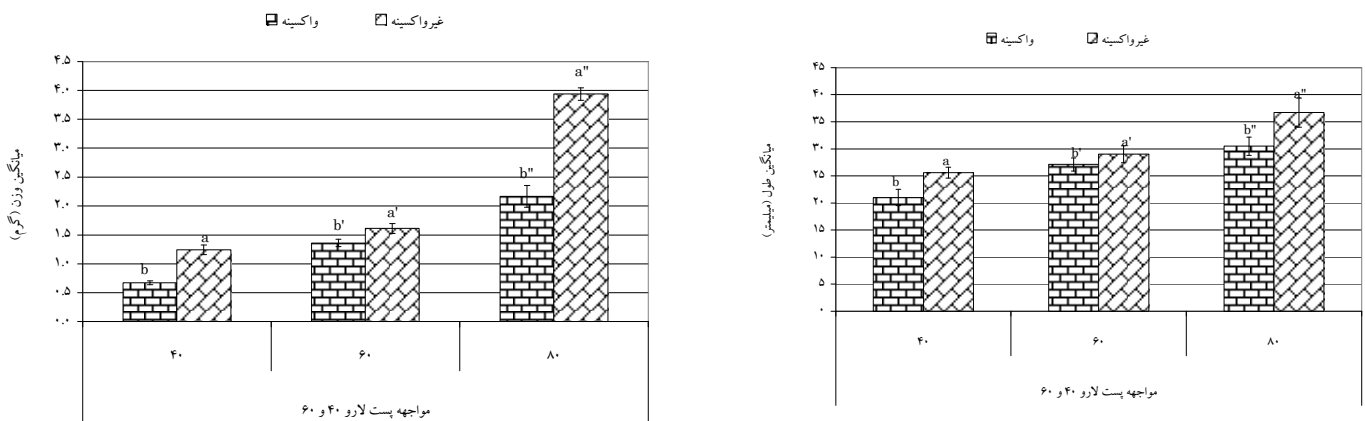 واکسینه غیرواکسینه
میانگین وزن (گرم)
۴.۵
۴.۰
۳.۵
۳.۰
۲.۵
۲.۰
۱.۵
۱.۰
۰.۵
۰.۰
b a b' a' b" a"
۴۰ ۶۰ ۸۰
مواجهه پست لارو ۴۰ و ۶۰
واکسینه غیرواکسینه
میانگین طول (میلیمتر)
۴۵
۴۰
۳۵
۳۰
۲۵
۲۰
۱۵
۱۰
۵
۰
b a b' a' b" a"
۴۰ ۶۰ ۸۰
مواجهه پست لارو ۴۰ و ۶۰